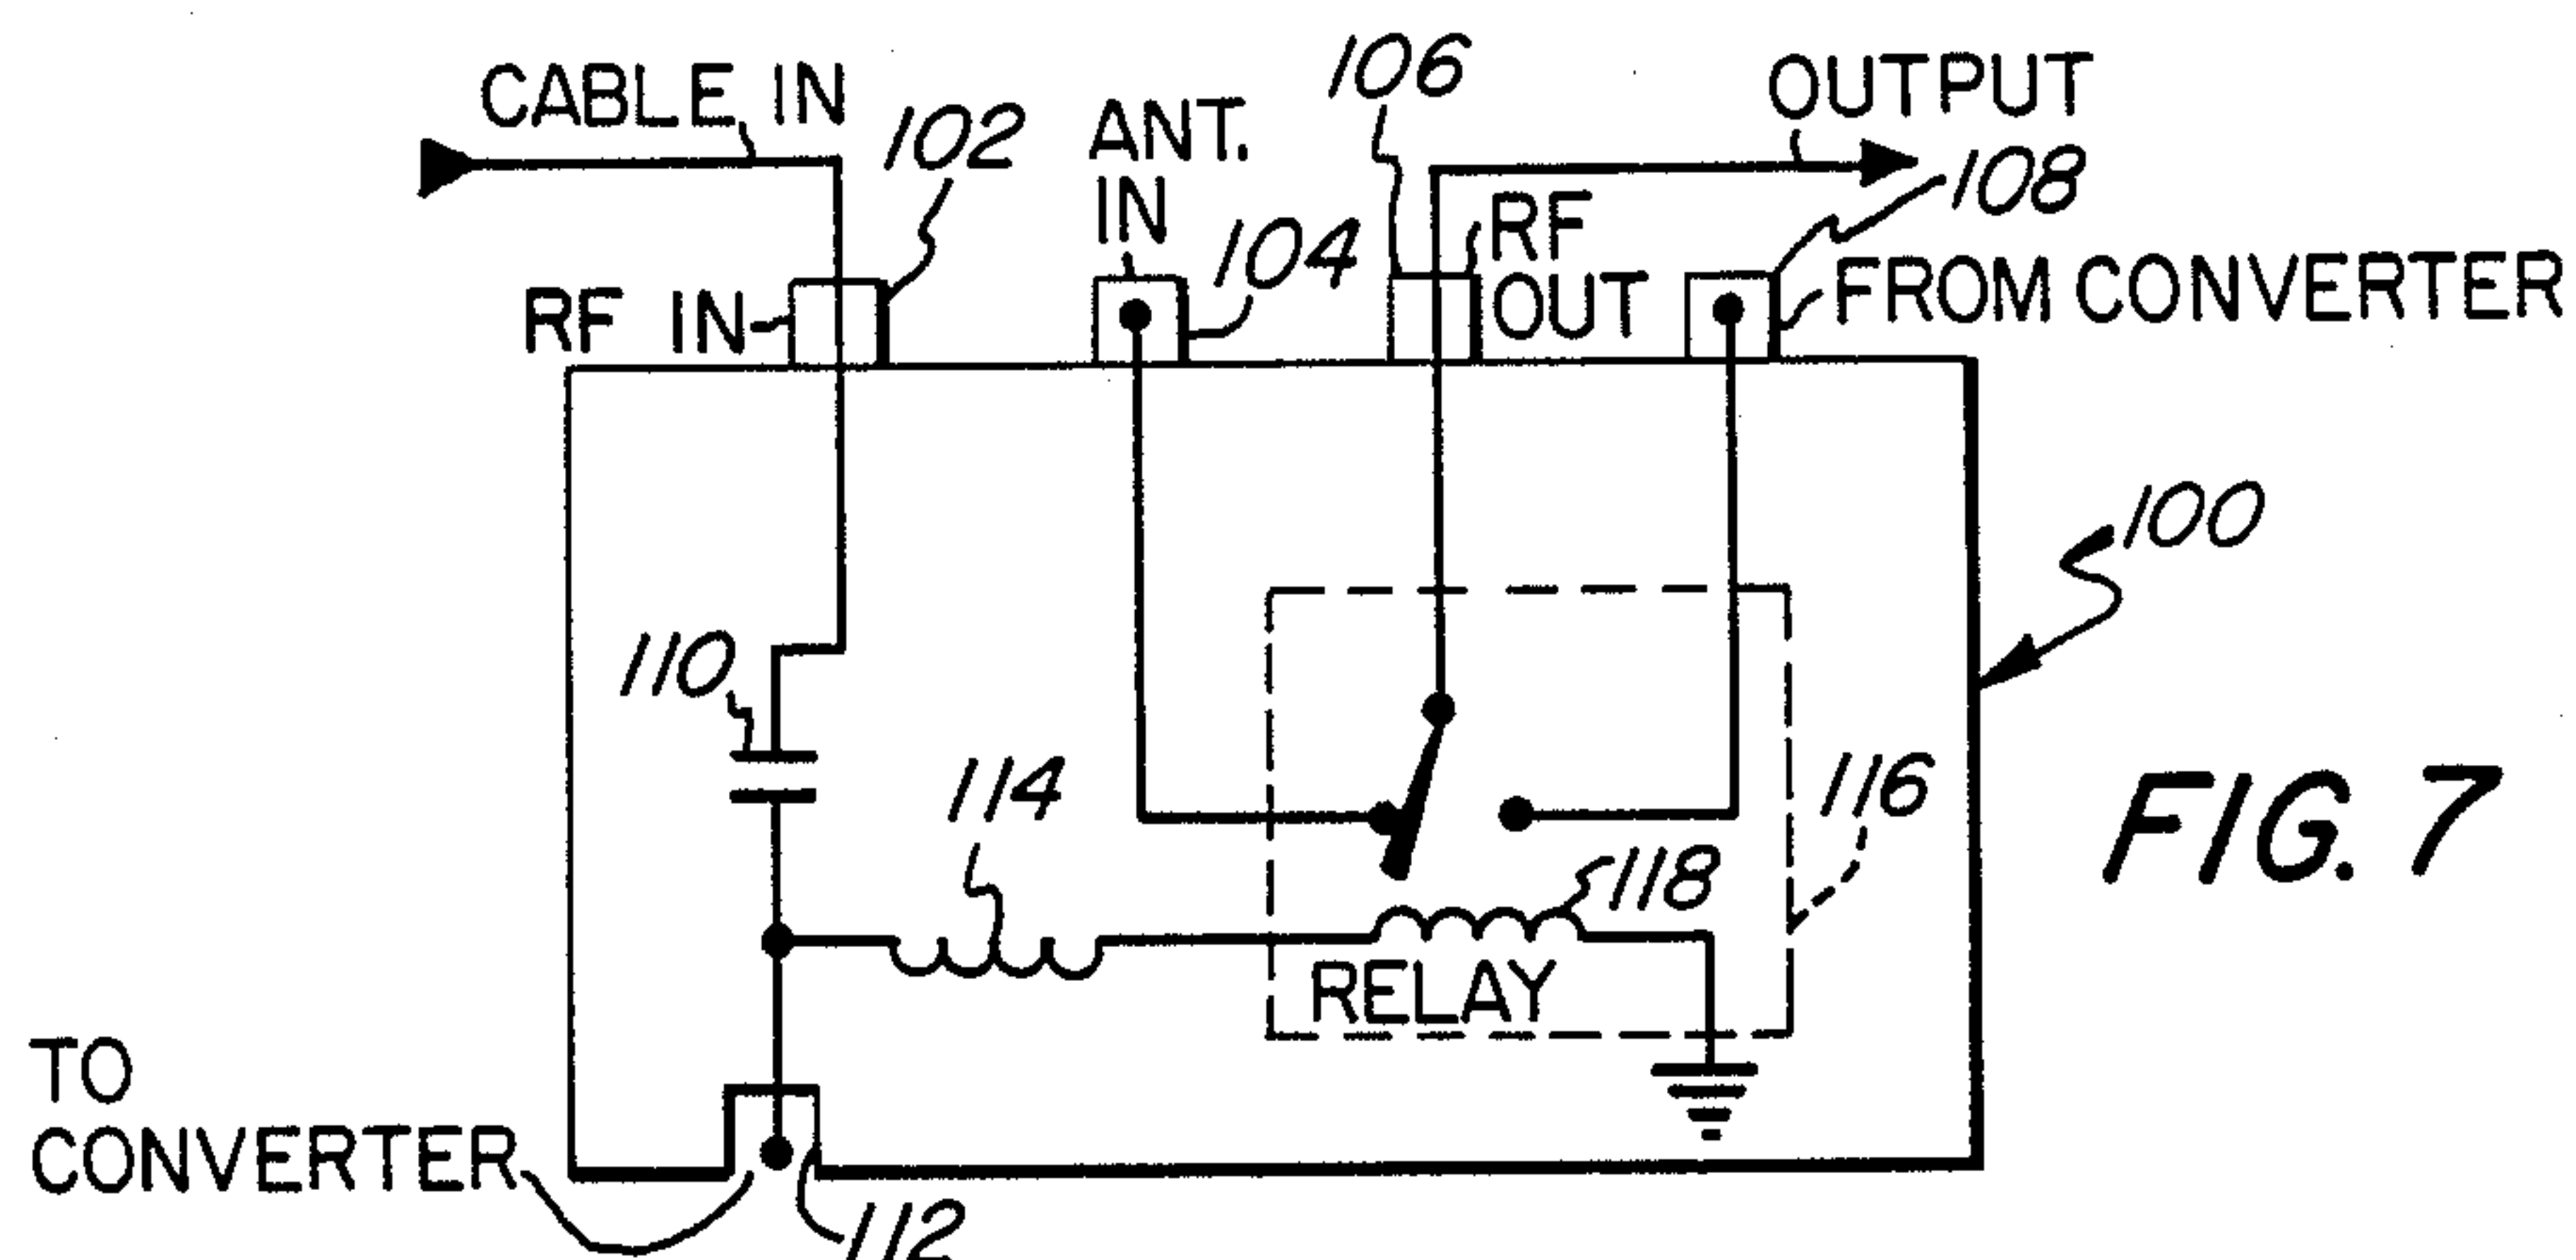 CABLE IN
102
ANT.
IN
104
106
RF
OUT
OUTPUT
108
FROM CONVERTER
RF IN
100
110
114
116
118
RELAY
TO
CONVERTER
112
FIG. 7